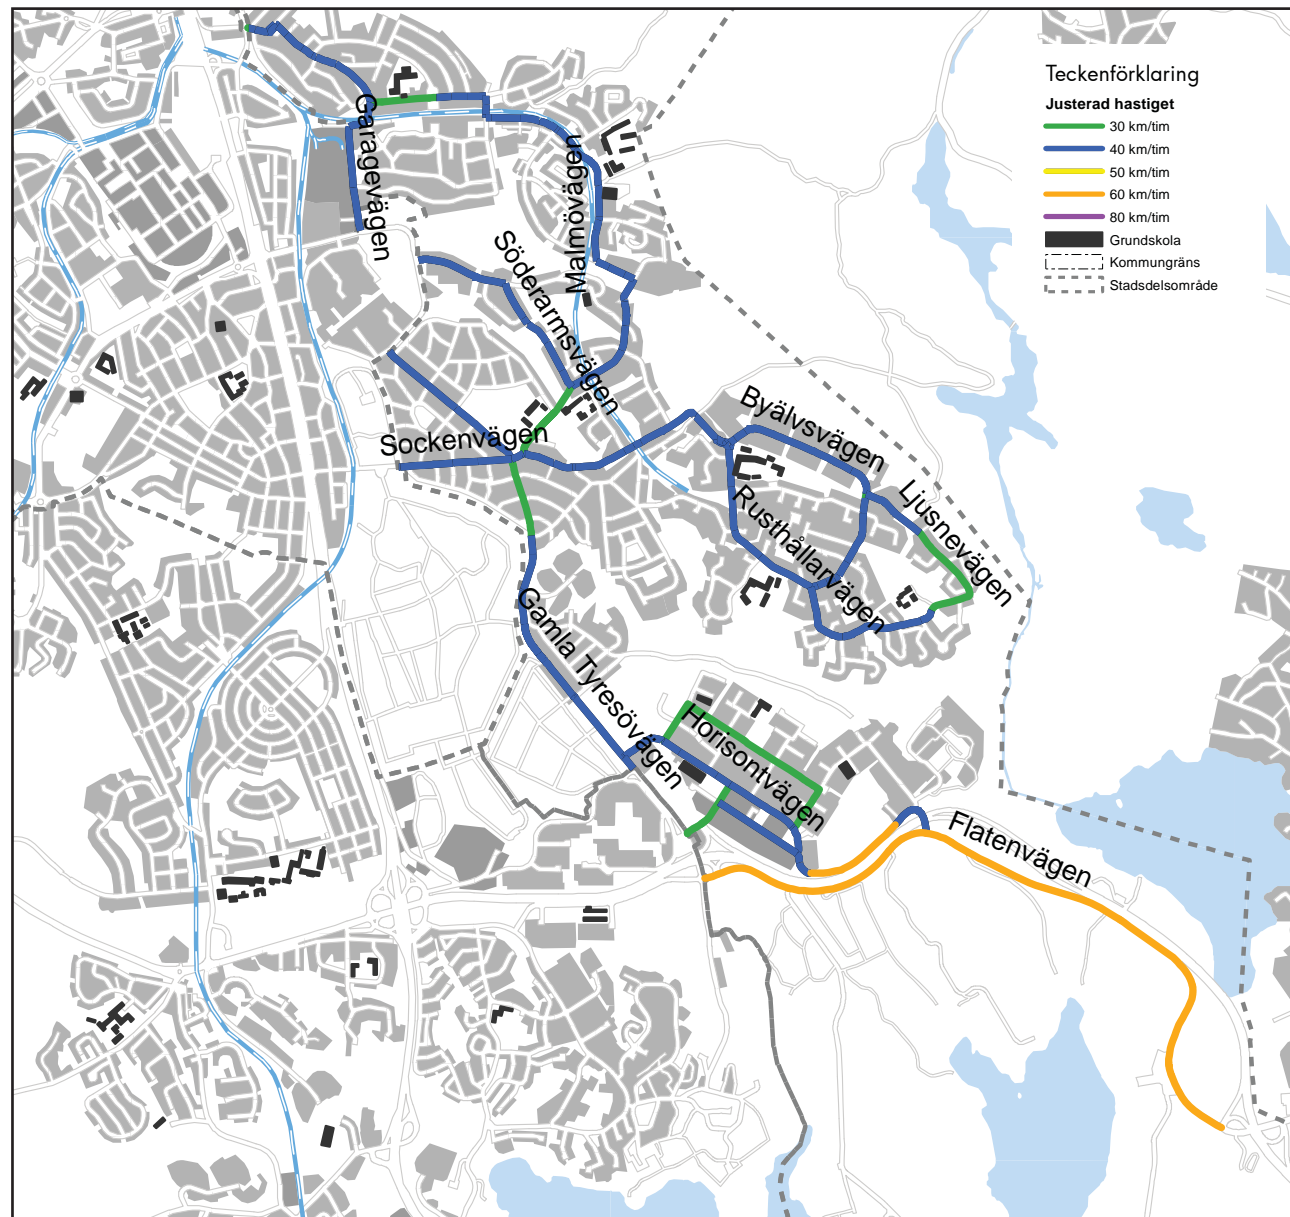 Teckenförklaring
Justerad hastiget
30 km/tim
40 km/tim
50 km/tim
60 km/tim
80 km/tim
Grundskola
Kommungräns
Stadsdelsområde
Garagevägen
Malmövägen
Söderarmsvägen
Sockenvägen
Byälvsvägen
Ljusnevägen
Rusthållarvägen
Gamla Tyresövägen
Horisontvägen
Flatenvägen